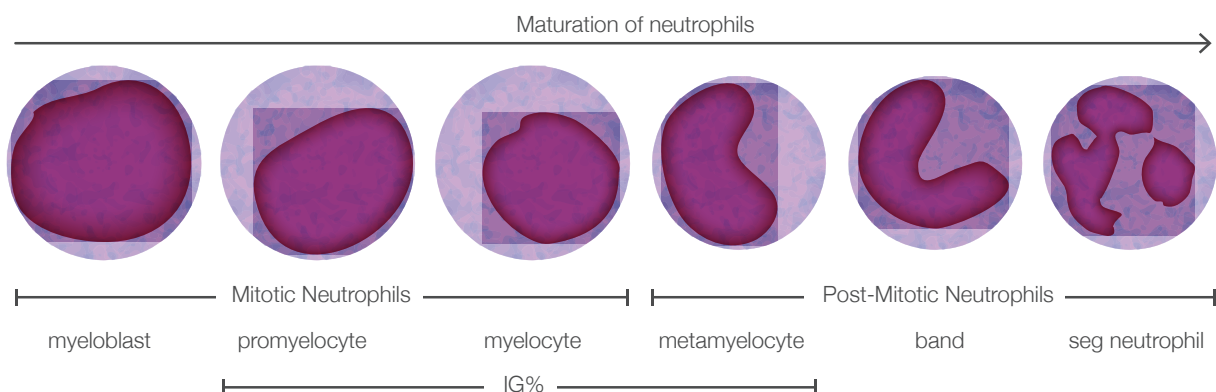 Maturation of neutrophils
Mitotic Neutrophils
Post-Mitotic Neutrophils
myeloblast
promyelocyte
myelocyte
metamyelocyte
band
seg neutrophil
IG%